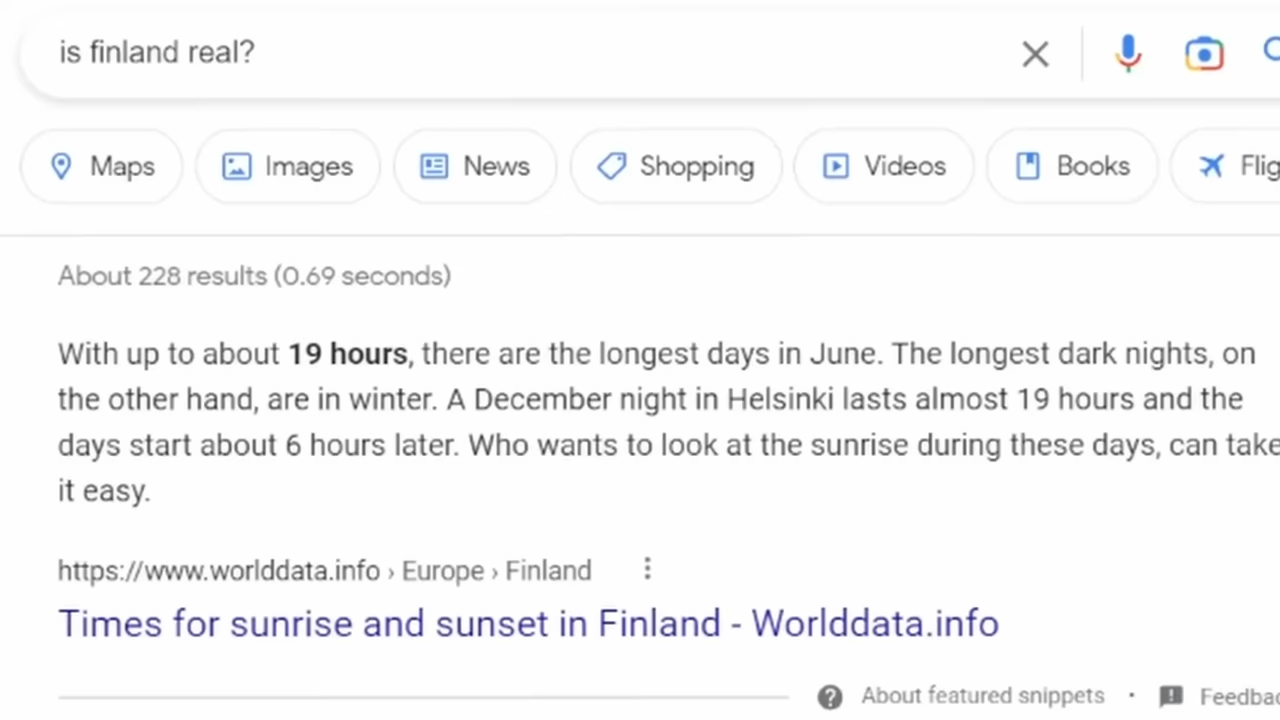 is finland real?
Maps Images News Shopping Videos Books Flig
About 228 results (0.69 seconds)
With up to about 19 hours, there are the longest days in June. The longest dark nights, on
the other hand, are in winter. A December night in Helsinki lasts almost 19 hours and the
days start about 6 hours later. Who wants to look at the sunrise during these days, can take
it easy.
https://www.worlddata.info › Europe › Finland
Times for sunrise and sunset in Finland - Worlddata.info
About featured snippets • Feedbac